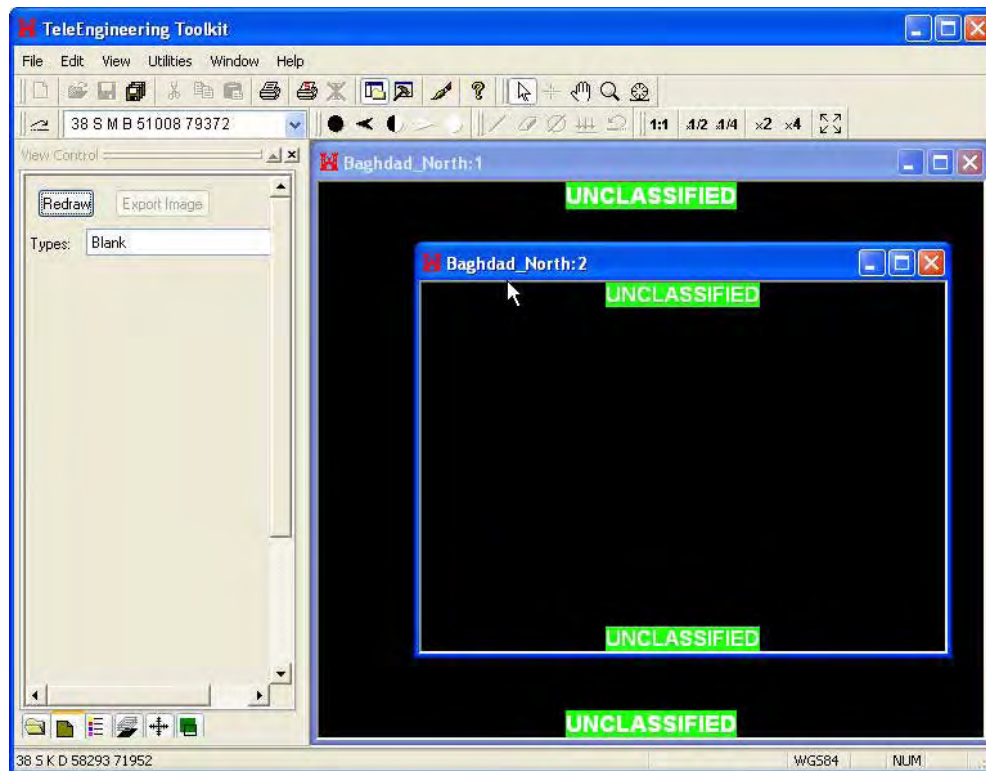 TeleEngineering Toolkit
File Edit View Utilities Window Help
38 S M B 51008 79372
1:1 .1/2 .1/4 x2 x4
View Control
Baghdad_North:1
Redraw Export Image
UNCLASSIFIED
Types: Blank
Baghdad_North:2
UNCLASSIFIED
UNCLASSIFIED
UNCLASSIFIED
38 S K D 58293 71952 WGS84 NUM